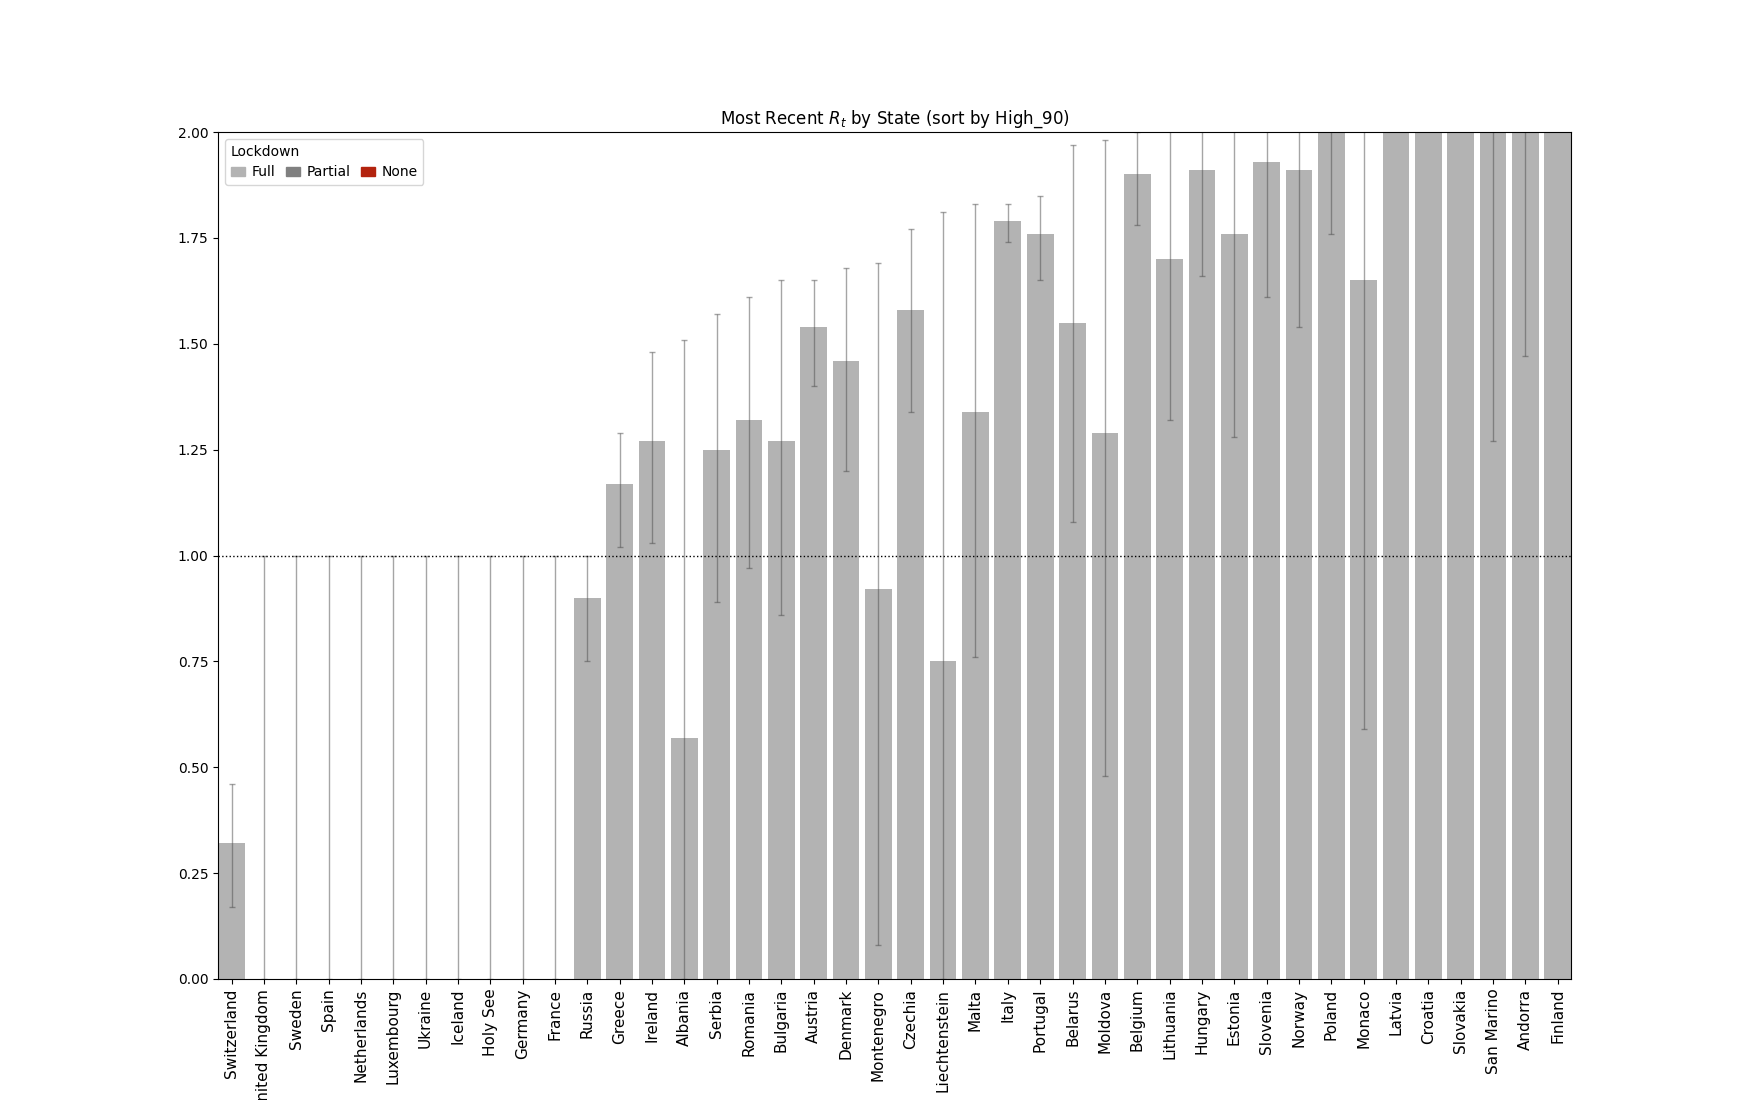 Most Recent R_t by State (sort by High_90)
Lockdown
Full Partial None
2.00
1.75
1.50
1.25
1.00
0.75
0.50
0.25
0.00
Switzerland
nited Kingdom
Sweden
Spain
Netherlands
Luxembourg
Ukraine
Iceland
Holy See
Germany
France
Russia
Greece
Ireland
Albania
Serbia
Romania
Bulgaria
Austria
Denmark
Montenegro
Czechia
Liechtenstein
Malta
Italy
Portugal
Belarus
Moldova
Belgium
Lithuania
Hungary
Estonia
Slovenia
Norway
Poland
Monaco
Latvia
Croatia
Slovakia
San Marino
Andorra
Finland